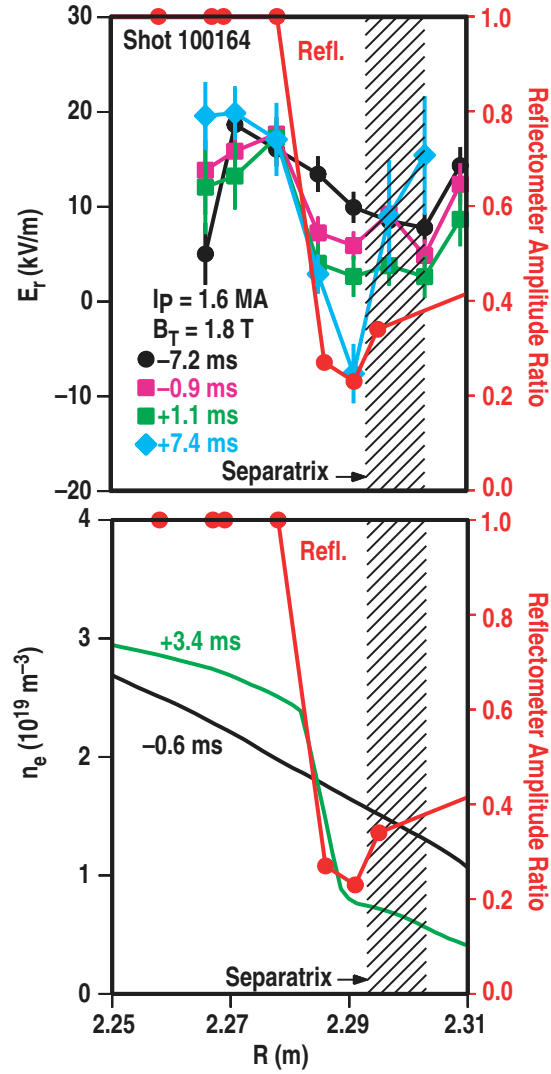 Shot 100164
Refl.
30
20
10
0
−10
−20
E_r (kV/m)
1.0
0.8
0.6
0.4
0.2
0.0
Reflectometer Amplitude Ratio
I_P = 1.6 MA
B_T = 1.8 T
−7.2 ms
−0.9 ms
+1.1 ms
+7.4 ms
Separatrix
4
3
2
1
0
n_e (10^19 m^−3)
Refl.
+3.4 ms
−0.6 ms
Separatrix
1.0
0.8
0.6
0.4
0.2
0.0
Reflectometer Amplitude Ratio
2.25
2.27
2.29
2.31
R (m)